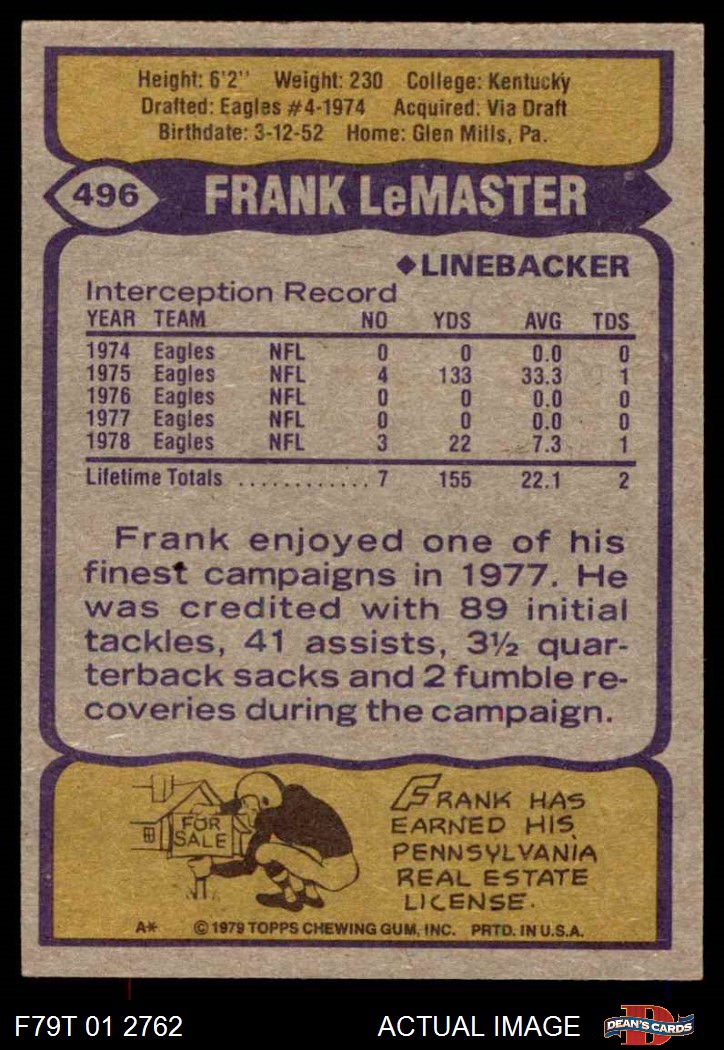 Height: 6'2'' Weight: 230 College: Kentucky
Drafted: Eagles #4-1974 Acquired: Via Draft
Birthdate: 3-12-52 Home: Glen Mills, Pa.
496 FRANK LeMASTER
◆LINEBACKER
Interception Record
YEAR TEAM NO YDS AVG TDS
1974 Eagles NFL 0 0 0.0 0
1975 Eagles NFL 4 133 33.3 1
1976 Eagles NFL 0 0 0.0 0
1977 Eagles NFL 0 0 0.0 0
1978 Eagles NFL 3 22 7.3 1
Lifetime Totals ............ 7 155 22.1 2
Frank enjoyed one of his
finest campaigns in 1977. He
was credited with 89 initial
tackles, 41 assists, 3½ quar-
terback sacks and 2 fumble re-
coveries during the campaign.
FOR
SALE
FRANK HAS
EARNED HIS
PENNSYLVANIA
REAL ESTATE
LICENSE.
A* © 1979 TOPPS CHEWING GUM, INC. PRTD. IN U.S.A.
F79T 01 2762 ACTUAL IMAGE D DEAN'S CARDS